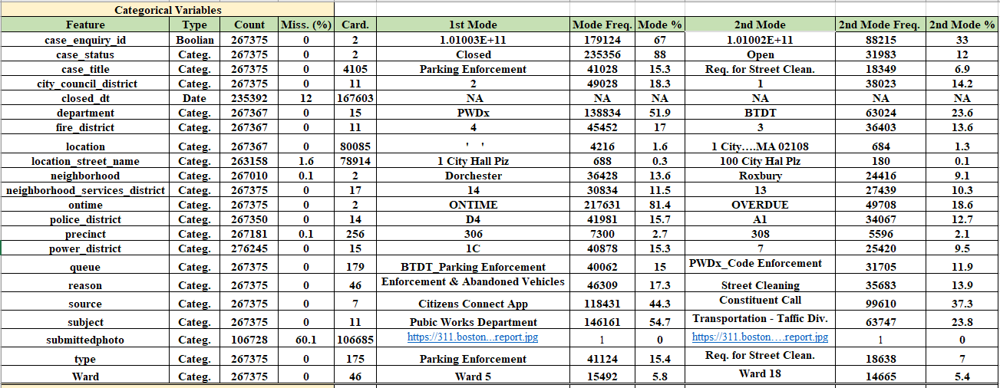 Categorical Variables
Feature Type Count Miss. (%) Card. 1st Mode Mode Freq. Mode % 2nd Mode 2nd Mode Freq. 2nd Mode %
case_enquiry_id Boolian 267375 0 2 1.01003E+11 179124 67 1.01002E+11 88215 33
case_status Categ. 267375 0 2 Closed 235356 88 Open 31983 12
case_title Categ. 267375 0 4105 Parking Enforcement 41028 15.3 Req. for Street Clean. 18349 6.9
city_council_district Categ. 267375 0 11 2 49028 18.3 1 38023 14.2
closed_dt Date 235392 12 167603 NA NA NA NA NA NA
department Categ. 267367 0 15 PWDx 138834 51.9 BTDT 63024 23.6
fire_district Categ. 267367 0 11 4 45452 17 3 36403 13.6
location Categ. 267367 0 80085 ' ' 4216 1.6 1 City….MA 02108 684 1.3
location_street_name Categ. 263158 1.6 78914 1 City Hall Piz 688 0.3 100 City Hal Plz 180 0.1
neighborhood Categ. 267010 0.1 2 Dorchester 36428 13.6 Roxbury 24416 9.1
neighborhood_services_district Categ. 267375 0 17 14 30834 11.5 13 27439 10.3
ontime Categ. 267375 0 2 ONTIME 217631 81.4 OVERDUE 49708 18.6
police_district Categ. 267350 0 14 D4 41981 15.7 A1 34067 12.7
precinct Categ. 267181 0.1 256 306 7300 2.7 308 5596 2.1
power_district Categ. 276245 0 15 1C 40878 15.3 7 25420 9.5
queue Categ. 267375 0 179 BTDT_Parking Enforcement 40062 15 PWDx_Code Enforcement 31705 11.9
reason Categ. 267375 0 46 Enforcement & Abandoned Vehicles 46309 17.3 Street Cleaning 35683 13.9
source Categ. 267375 0 7 Citizens Connect App 118431 44.3 Constituent Call 99610 37.3
subject Categ. 267375 0 11 Pubic Works Department 146161 54.7 Transportation - Taffic Div. 63747 23.8
submittedphoto Categ. 106728 60.1 106685 https://311.boston...report.jpg 1 0 https://311.boston….report.jpg 1 0
type Categ. 267375 0 175 Parking Enforcement 41124 15.4 Req. for Street Clean. 18638 7
Ward Categ. 267375 0 46 Ward 5 15492 5.8 Ward 18 14665 5.4